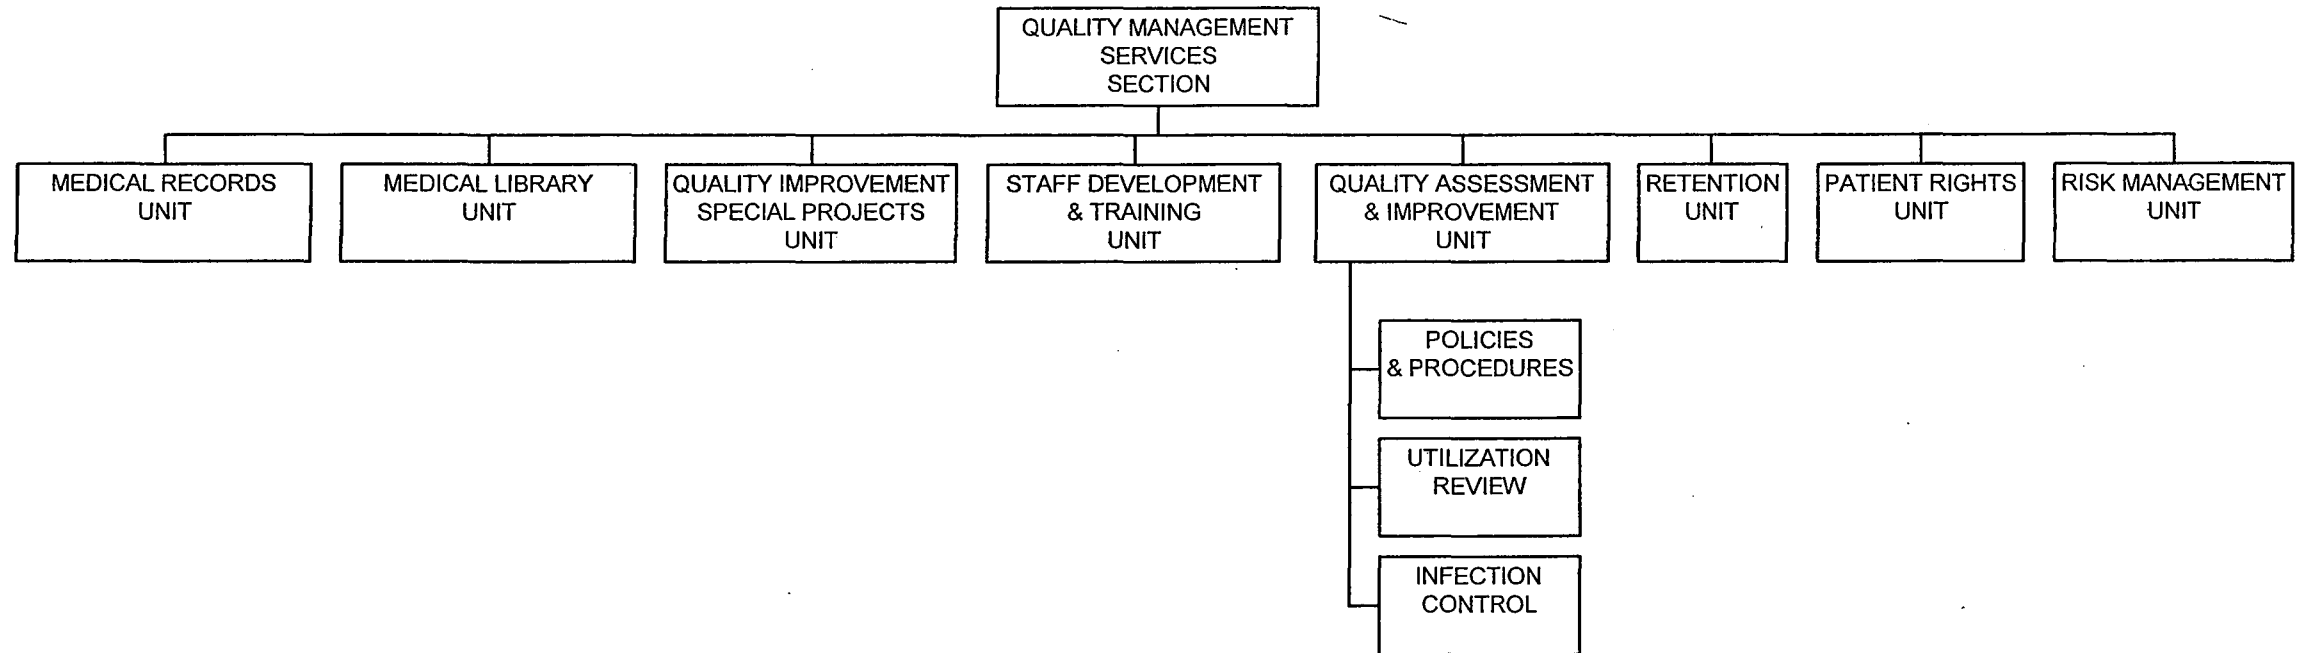 QUALITY MANAGEMENT
SERVICES
SECTION
MEDICAL RECORDS
UNIT
MEDICAL LIBRARY
UNIT
QUALITY IMPROVEMENT
SPECIAL PROJECTS
UNIT
STAFF DEVELOPMENT
& TRAINING
UNIT
QUALITY ASSESSMENT
& IMPROVEMENT
UNIT
RETENTION
UNIT
PATIENT RIGHTS
UNIT
RISK MANAGEMENT
UNIT
POLICIES
& PROCEDURES
UTILIZATION
REVIEW
INFECTION
CONTROL